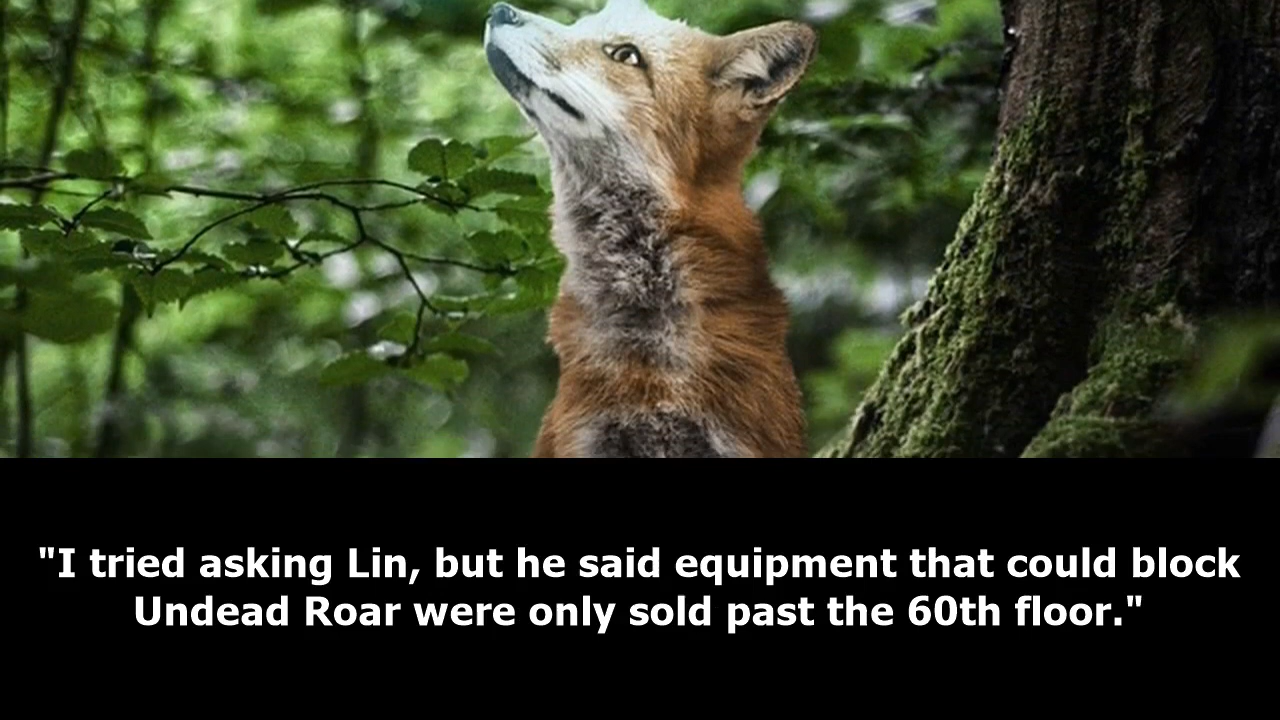 "I tried asking Lin, but he said equipment that could block
Undead Roar were only sold past the 60th floor."